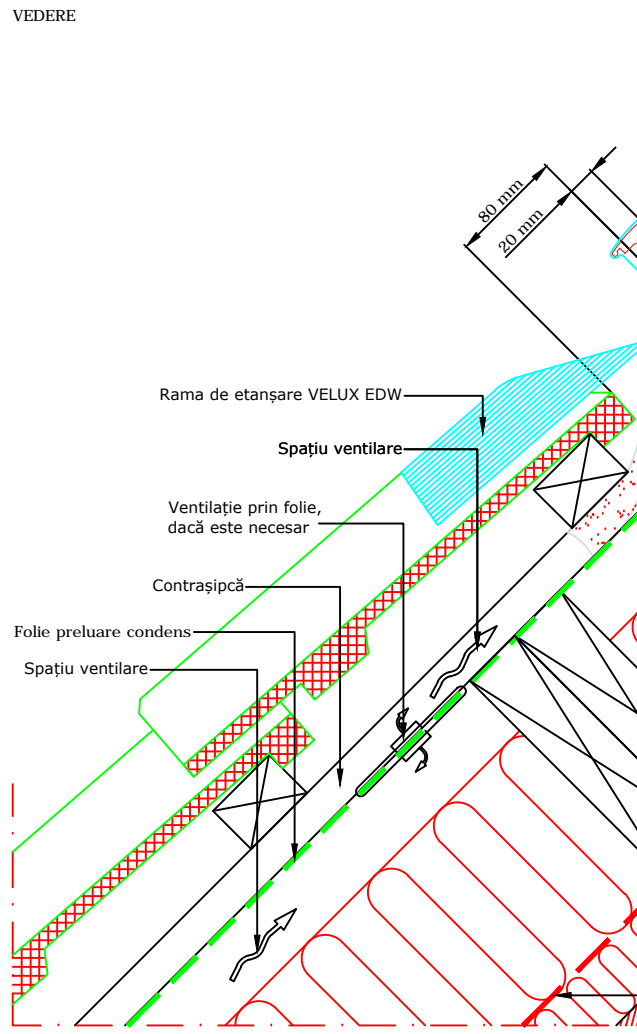 VEDERE
80 mm
20 mm
Rama de etanșare VELUX EDW
Spațiu ventilare
Ventilație prin folie,
dacă este necesar
Contrașipcă
Folie preluare condens
Spațiu ventilare